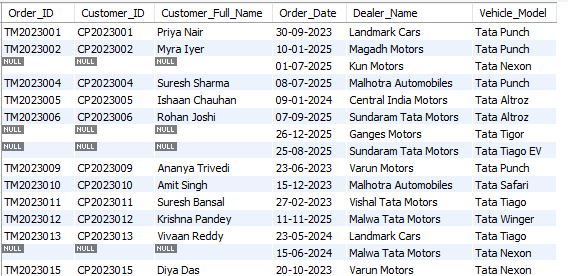 Order_ID Customer_ID Customer_Full_Name Order_Date Dealer_Name Vehicle_Model
TM2023001 CP2023001 Priya Nair 30-09-2023 Landmark Cars Tata Punch
TM2023002 CP2023002 Myra Iyer 10-01-2025 Magadh Motors Tata Punch
NULL NULL NULL 01-07-2025 Kun Motors Tata Nexon
TM2023004 CP2023004 Suresh Sharma 08-07-2025 Malhotra Automobiles Tata Punch
TM2023005 CP2023005 Ishaan Chauhan 09-01-2024 Central India Motors Tata Altroz
TM2023006 CP2023006 Rohan Joshi 07-09-2025 Sundaram Tata Motors Tata Altroz
NULL NULL NULL 26-12-2025 Ganges Motors Tata Tigor
NULL NULL NULL 25-08-2025 Sundaram Tata Motors Tata Tiago EV
TM2023009 CP2023009 Ananya Trivedi 23-06-2023 Varun Motors Tata Punch
TM2023010 CP2023010 Amit Singh 15-12-2023 Malhotra Automobiles Tata Safari
TM2023011 CP2023011 Suresh Bansal 27-02-2023 Vishal Tata Motors Tata Tiago
TM2023012 CP2023012 Krishna Pandey 11-11-2025 Malwa Tata Motors Tata Winger
TM2023013 CP2023013 Vivaan Reddy 23-05-2024 Landmark Cars Tata Tiago
NULL NULL NULL 15-06-2024 Malwa Tata Motors Tata Nexon
TM2023015 CP2023015 Diya Das 20-10-2023 Varun Motors Tata Nexon